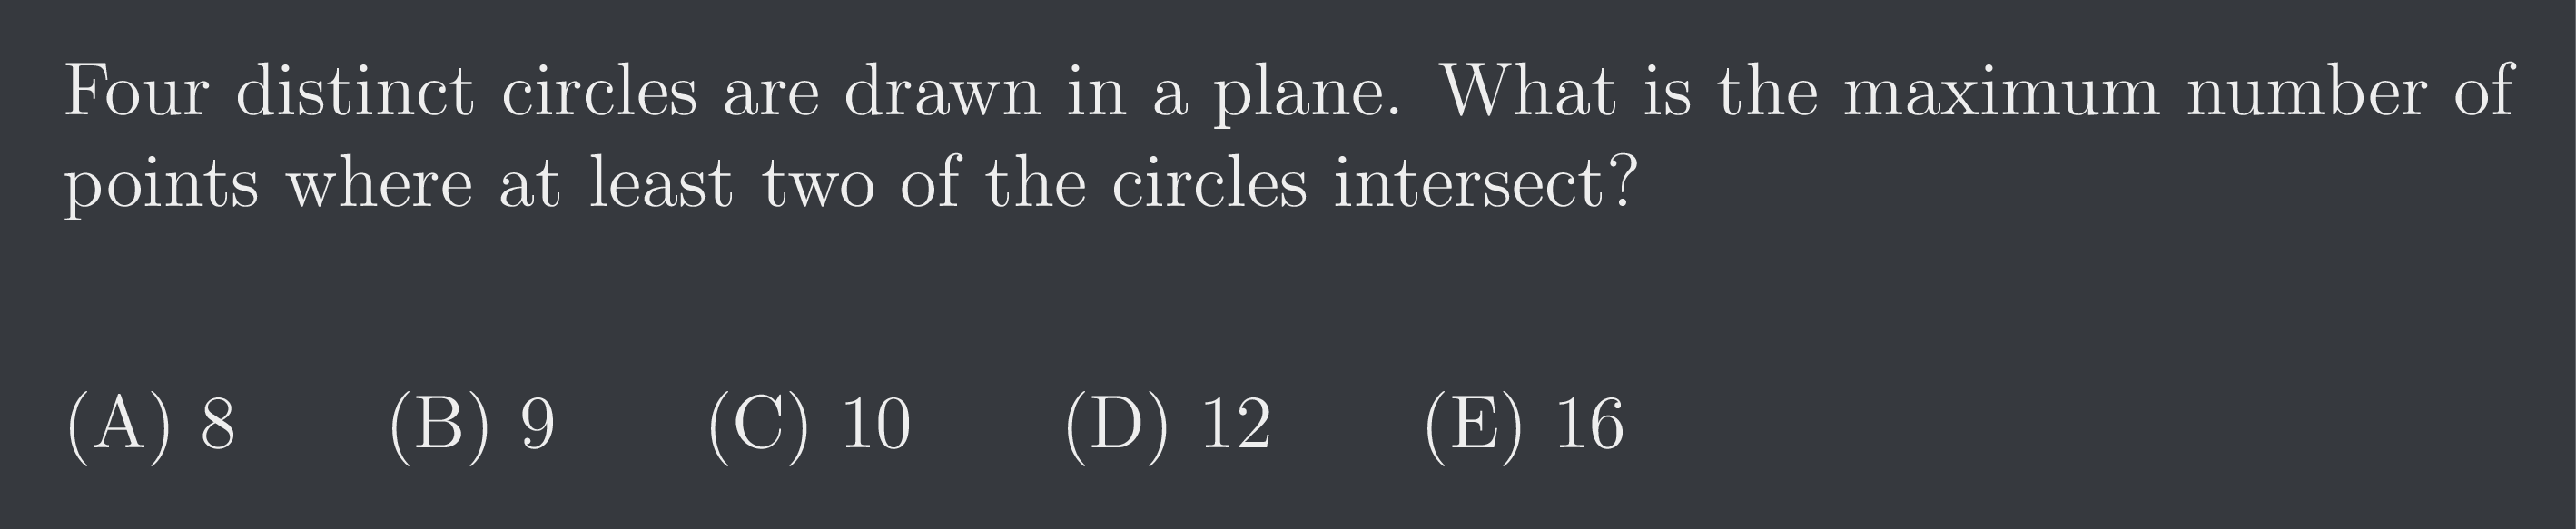 Four distinct circles are drawn in a plane. What is the maximum number of
points where at least two of the circles intersect?
(A) 8 (B) 9 (C) 10 (D) 12 (E) 16